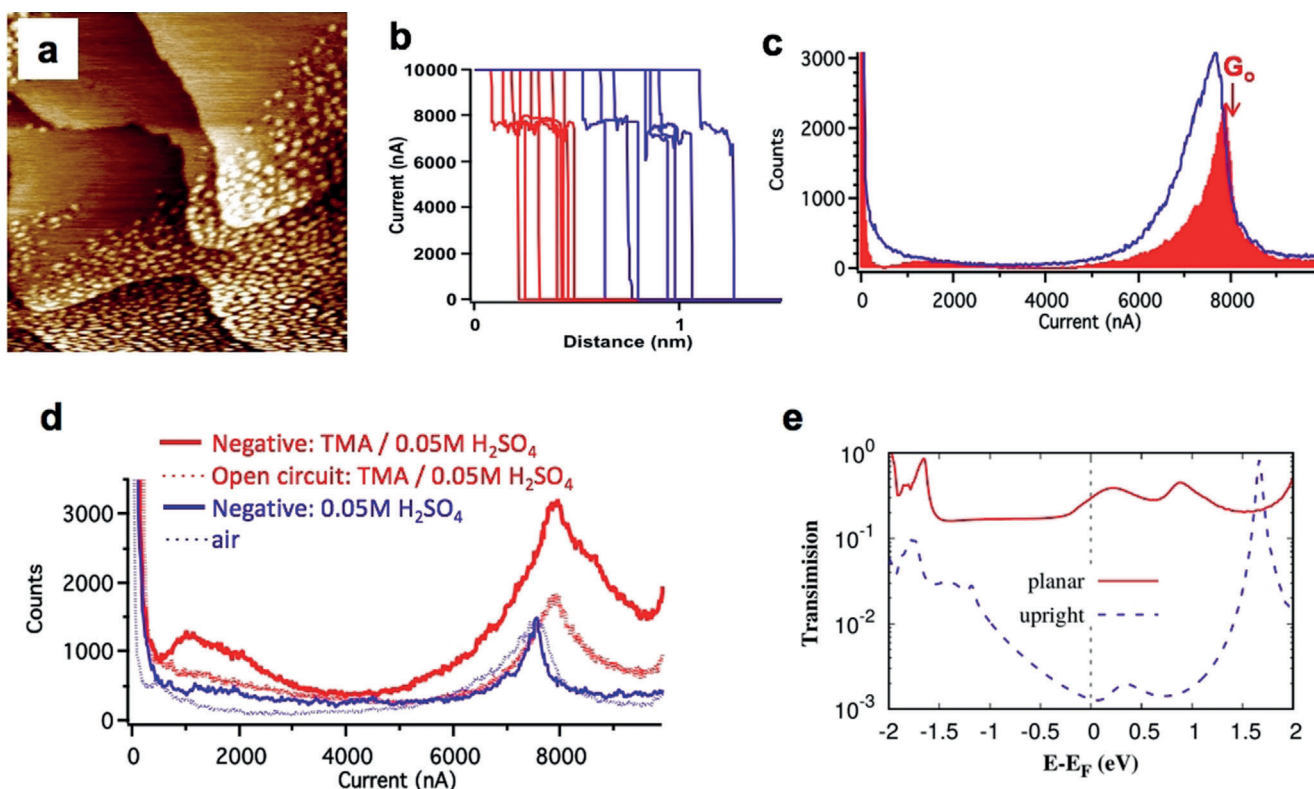 a
b
10000
8000
6000
4000
2000
0
Current (nA)
0
1
Distance (nm)
c
3000
2000
1000
0
Counts
G₀
0
2000
4000
6000
8000
Current (nA)
d
Negative: TMA / 0.05M H₂SO₄
Open circuit: TMA / 0.05M H₂SO₄
Negative: 0.05M H₂SO₄
air
3000
2000
1000
0
Counts
0
2000
4000
6000
8000
Current (nA)
e
10⁰
10⁻¹
10⁻²
10⁻³
Transimision
planar
upright
-2
-1.5
-1
-0.5
0
0.5
1
1.5
2
E-E_F (eV)